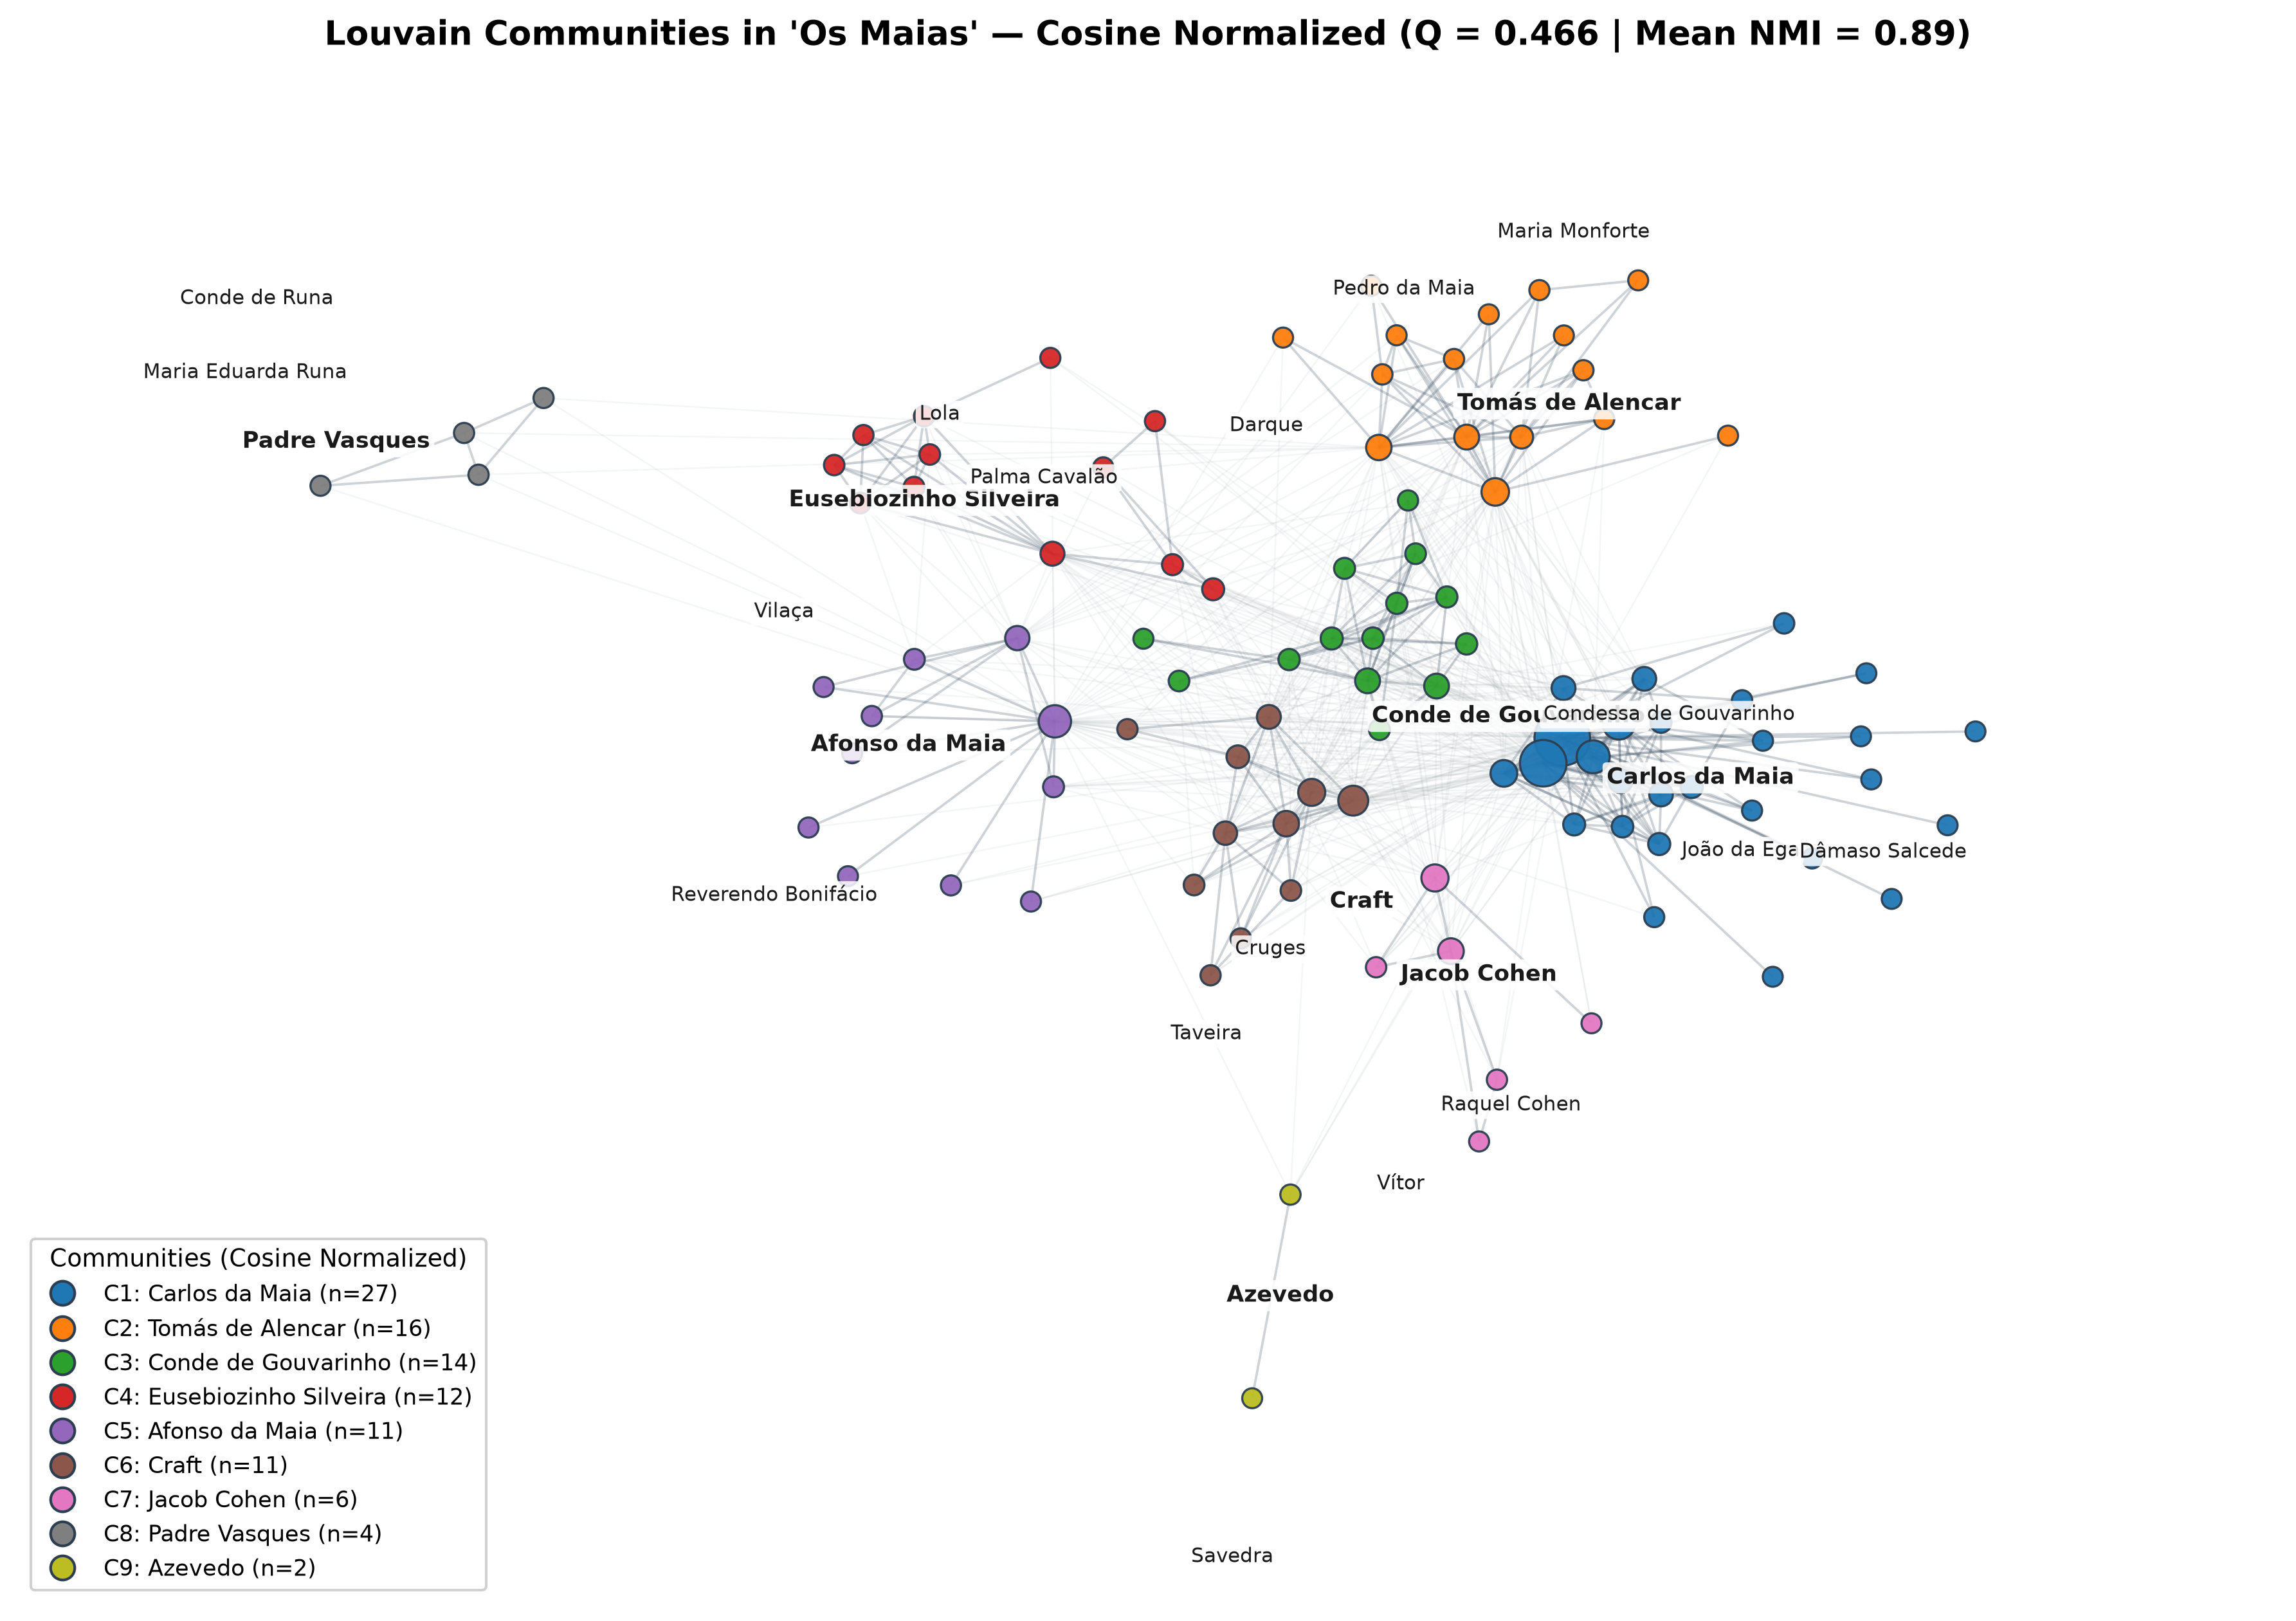 Louvain Communities in 'Os Maias' — Cosine Normalized (Q = 0.466 | Mean NMI = 0.89)
Maria Monforte
Pedro da Maia
Conde de Runa
Maria Eduarda Runa
Tomás de Alencar
Lola
Darque
Padre Vasques
Palma Cavalão
Eusebiozinho Silveira
Vilaça
Conde de Gou
Condessa de Gouvarinho
Afonso da Maia
Carlos da Maia
João da Ega
Dâmaso Salcede
Reverendo Bonifácio
Craft
Cruges
Jacob Cohen
Taveira
Raquel Cohen
Vítor
Azevedo
Savedra
Communities (Cosine Normalized)
C1: Carlos da Maia (n=27)
C2: Tomás de Alencar (n=16)
C3: Conde de Gouvarinho (n=14)
C4: Eusebiozinho Silveira (n=12)
C5: Afonso da Maia (n=11)
C6: Craft (n=11)
C7: Jacob Cohen (n=6)
C8: Padre Vasques (n=4)
C9: Azevedo (n=2)